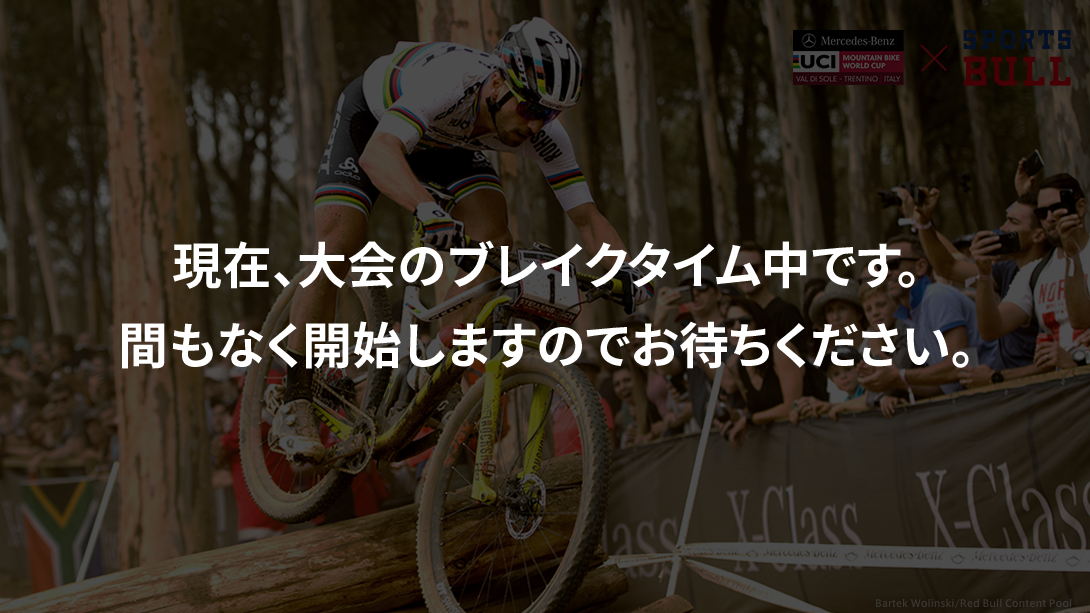 Mercedes-Benz
UCI MOUNTAIN BIKE
WORLD CUP
VAL DI SOLE - TRENTINO | ITALY
SPORTS
BULL
現在、大会のブレイクタイム中です。
間もなく開始しますのでお待ちください。
X-Class
X-Class
Mercedes-Benz
Mercedes-Benz
Mercedes-Benz
Bartek Wolinski/Red Bull Content Pool